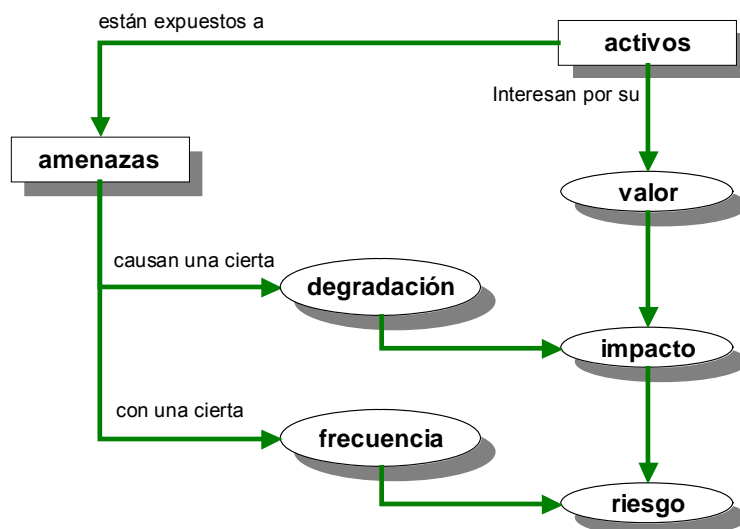 están expuestos a
activos
Interesan por su
amenazas
valor
causan una cierta
degradación
impacto
con una cierta
frecuencia
riesgo